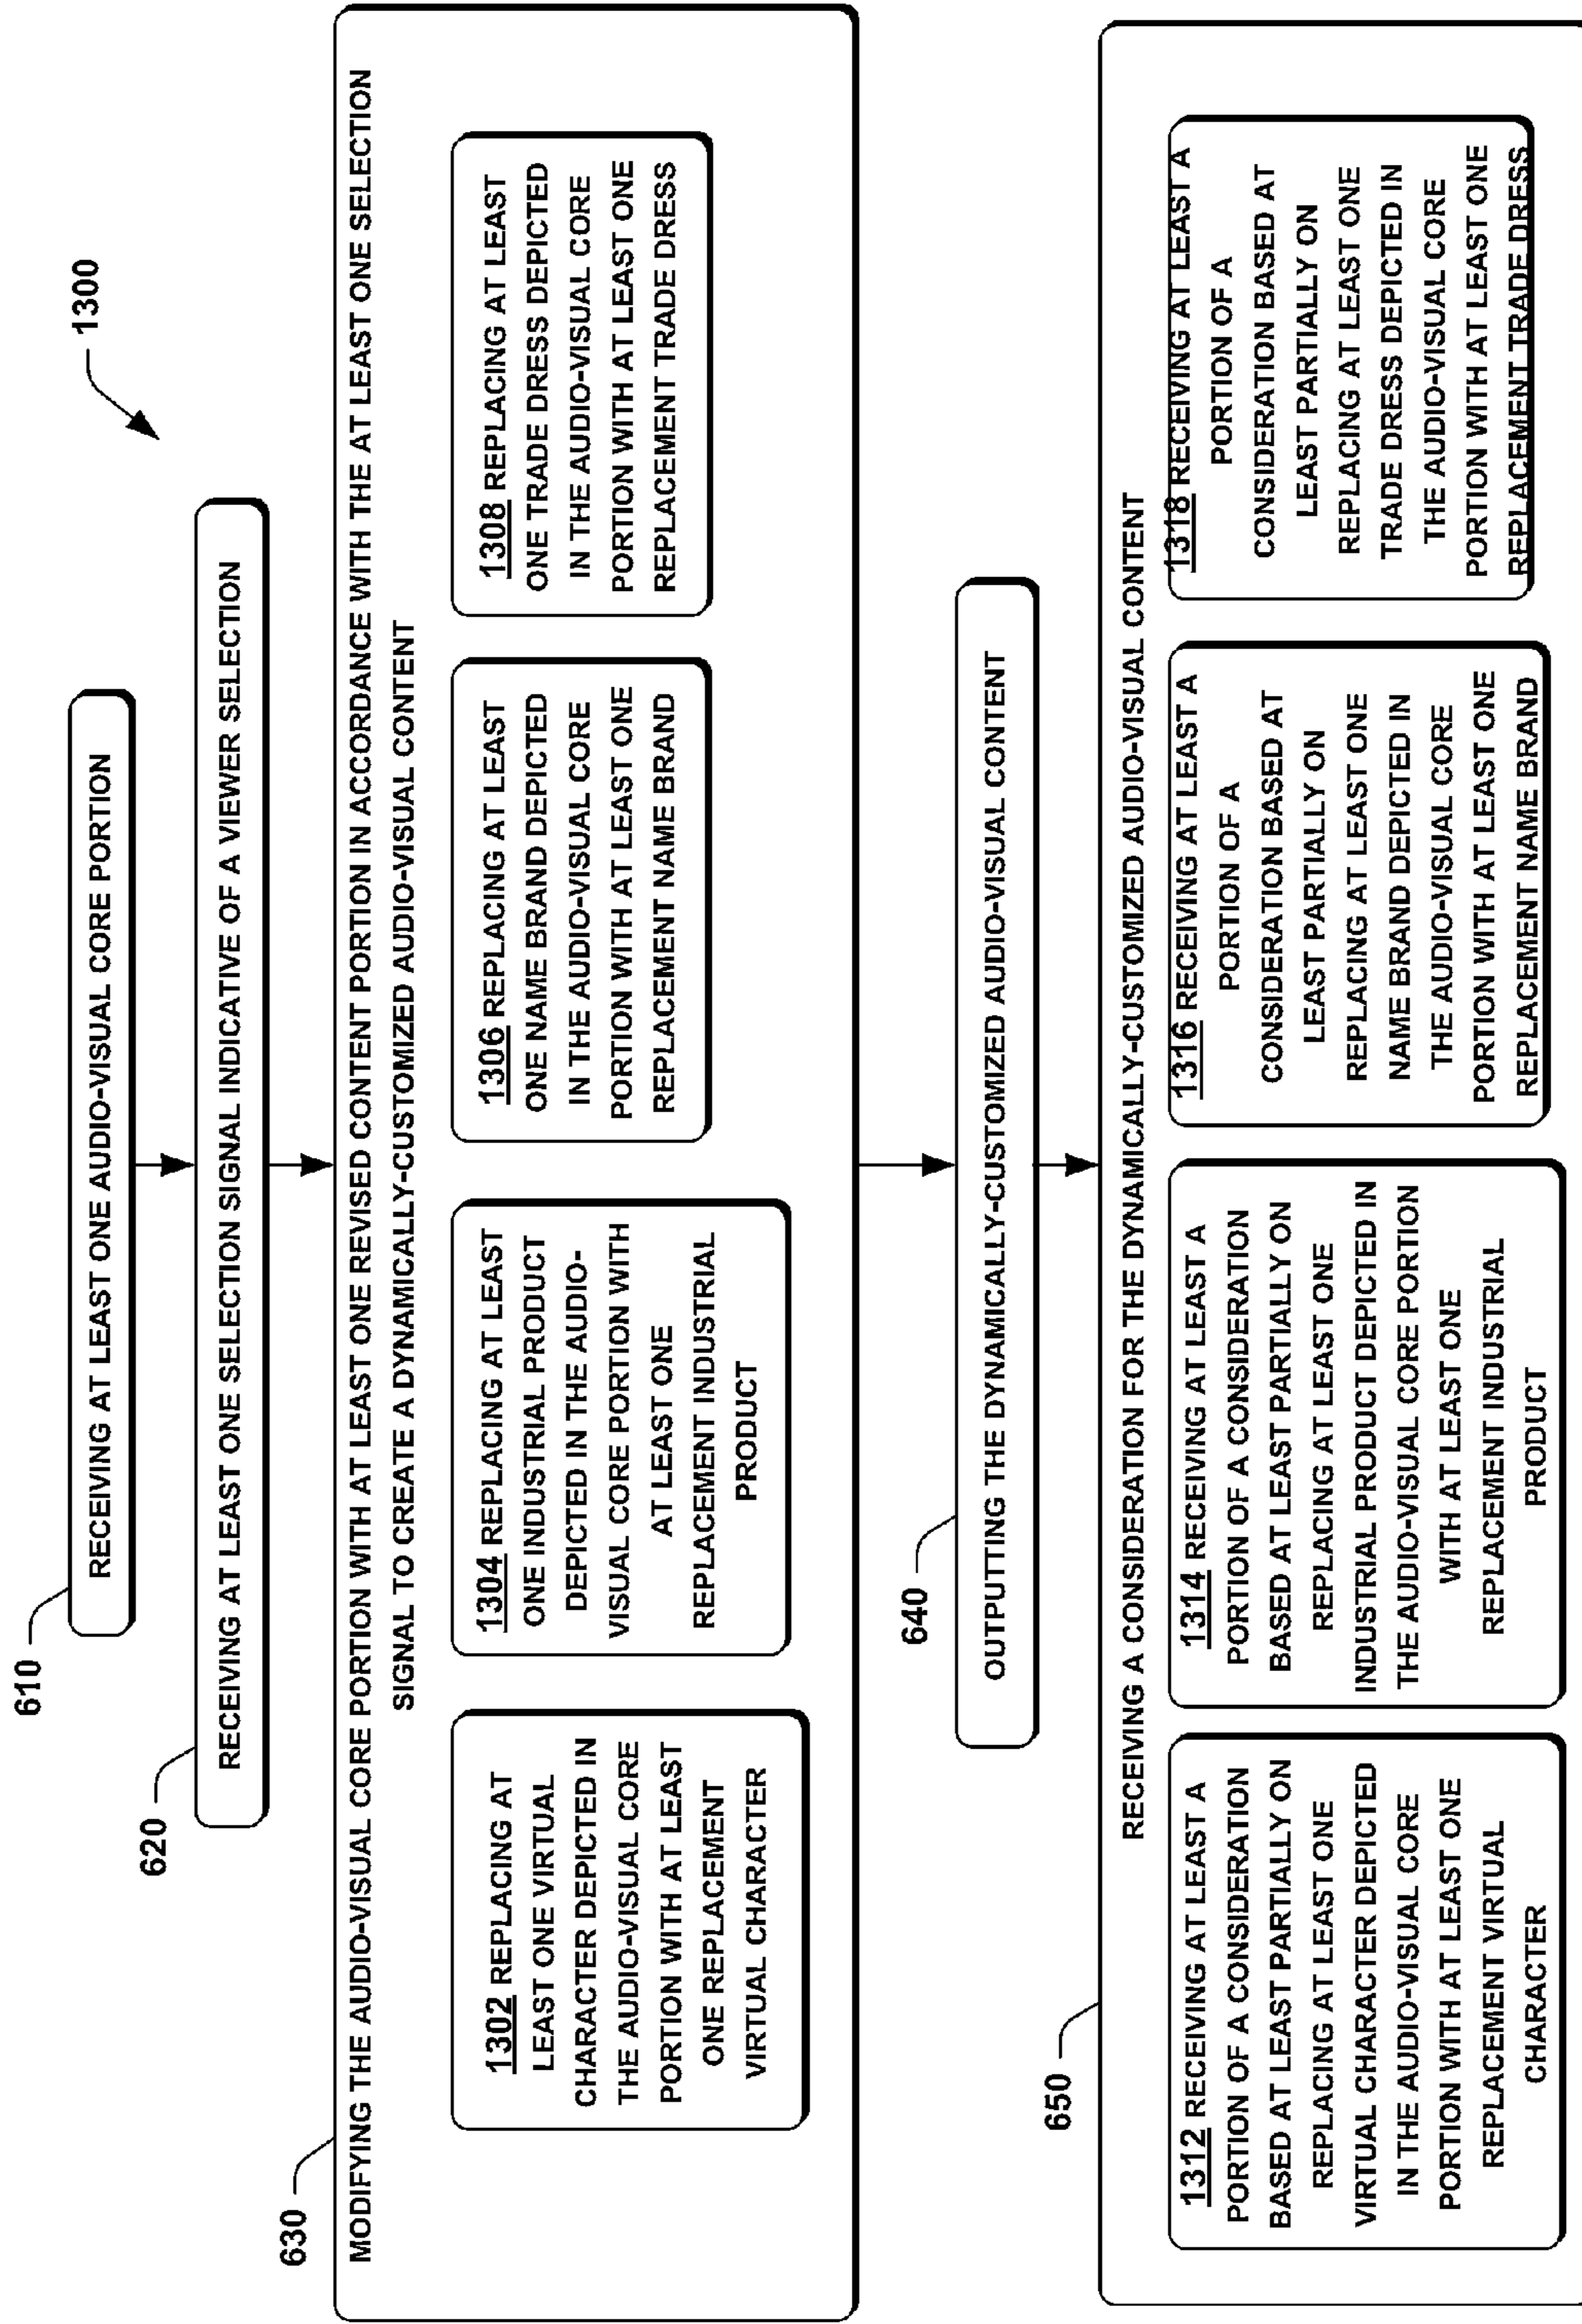 1300
610
RECEIVING AT LEAST ONE AUDIO-VISUAL CORE PORTION
620
RECEIVING AT LEAST ONE SELECTION SIGNAL INDICATIVE OF A VIEWER SELECTION
630
MODIFYING THE AUDIO-VISUAL CORE PORTION WITH AT LEAST ONE REVISED CONTENT PORTION IN ACCORDANCE WITH THE AT LEAST ONE SELECTION
SIGNAL TO CREATE A DYNAMICALLY-CUSTOMIZED AUDIO-VISUAL CONTENT
1302 REPLACING AT
LEAST ONE VIRTUAL
CHARACTER DEPICTED IN
THE AUDIO-VISUAL CORE
PORTION WITH AT LEAST
ONE REPLACEMENT
VIRTUAL CHARACTER
1304 REPLACING AT LEAST
ONE INDUSTRIAL PRODUCT
DEPICTED IN THE AUDIO-
VISUAL CORE PORTION WITH
AT LEAST ONE
REPLACEMENT INDUSTRIAL
PRODUCT
1306 REPLACING AT LEAST
ONE NAME BRAND DEPICTED
IN THE AUDIO-VISUAL CORE
PORTION WITH AT LEAST ONE
REPLACEMENT NAME BRAND
1308 REPLACING AT LEAST
ONE TRADE DRESS DEPICTED
IN THE AUDIO-VISUAL CORE
PORTION WITH AT LEAST ONE
REPLACEMENT TRADE DRESS
640
OUTPUTTING THE DYNAMICALLY-CUSTOMIZED AUDIO-VISUAL CONTENT
650
RECEIVING A CONSIDERATION FOR THE DYNAMICALLY-CUSTOMIZED AUDIO-VISUAL CONTENT
1312 RECEIVING AT LEAST A
PORTION OF A CONSIDERATION
BASED AT LEAST PARTIALLY ON
REPLACING AT LEAST ONE
VIRTUAL CHARACTER DEPICTED
IN THE AUDIO-VISUAL CORE
PORTION WITH AT LEAST ONE
REPLACEMENT VIRTUAL
CHARACTER
1314 RECEIVING AT LEAST A
PORTION OF A CONSIDERATION
BASED AT LEAST PARTIALLY ON
REPLACING AT LEAST ONE
INDUSTRIAL PRODUCT DEPICTED IN
THE AUDIO-VISUAL CORE PORTION
WITH AT LEAST ONE
REPLACEMENT INDUSTRIAL
PRODUCT
1316 RECEIVING AT LEAST A
PORTION OF A
CONSIDERATION BASED AT
LEAST PARTIALLY ON
REPLACING AT LEAST ONE
NAME BRAND DEPICTED IN
THE AUDIO-VISUAL CORE
PORTION WITH AT LEAST ONE
REPLACEMENT NAME BRAND
1318 RECEIVING AT LEAST A
PORTION OF A
CONSIDERATION BASED AT
LEAST PARTIALLY ON
REPLACING AT LEAST ONE
TRADE DRESS DEPICTED IN
THE AUDIO-VISUAL CORE
PORTION WITH AT LEAST ONE
REPLACEMENT TRADE DRESS